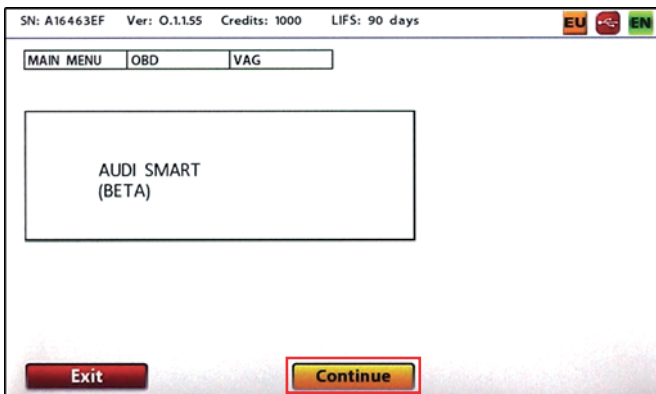 SN: A16463EF Ver: O.1.1.55 Credits: 1000 LIFS: 90 days EU EN
MAIN MENU OBD VAG
AUDI SMART
(BETA)
Exit Continue